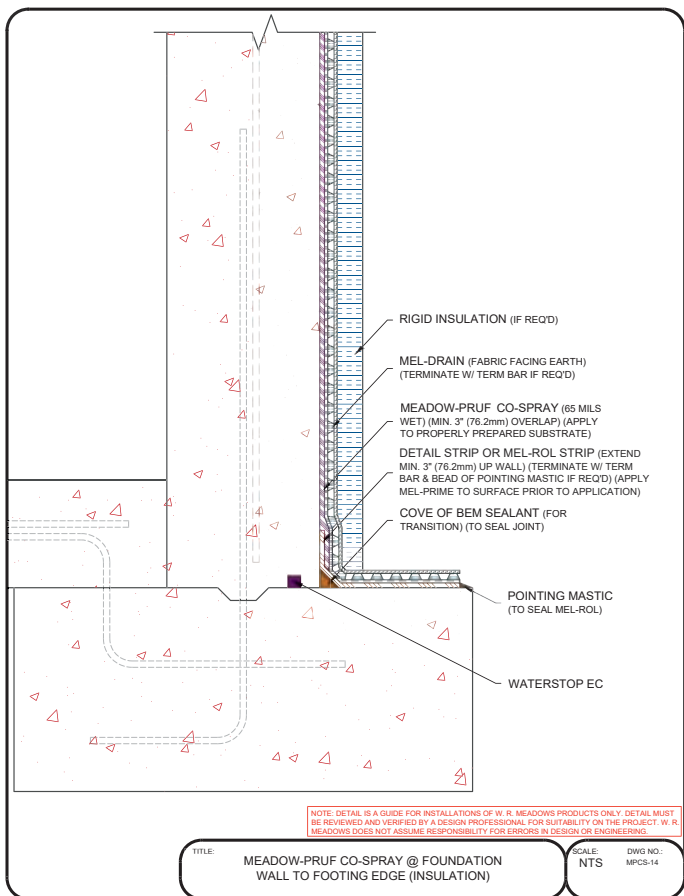 RIGID INSULATION (IF REQ'D)
MEL-DRAIN (FABRIC FACING EARTH)
(TERMINATE W/ TERM BAR IF REQ'D)
MEADOW-PRUF CO-SPRAY (65 MILS
WET) (MIN. 3" (76.2mm) OVERLAP) (APPLY
TO PROPERLY PREPARED SUBSTRATE)
DETAIL STRIP OR MEL-ROL STRIP (EXTEND
MIN. 3" (76.2mm) UP WALL) (TERMINATE W/ TERM
BAR & BEAD OF POINTING MASTIC IF REQ'D) (APPLY
MEL-PRIME TO SURFACE PRIOR TO APPLICATION)
COVE OF BEM SEALANT (FOR
TRANSITION) (TO SEAL JOINT)
POINTING MASTIC
(TO SEAL MEL-ROL)
WATERSTOP EC
NOTE: DETAIL IS A GUIDE FOR INSTALLATIONS OF W. R. MEADOWS PRODUCTS ONLY. DETAIL MUST
BE REVIEWED AND VERIFIED BY A DESIGN PROFESSIONAL FOR SUITABILITY ON THE PROJECT. W. R.
MEADOWS DOES NOT ASSUME RESPONSIBILITY FOR ERRORS IN DESIGN OR ENGINEERING.
TITLE:
MEADOW-PRUF CO-SPRAY @ FOUNDATION
WALL TO FOOTING EDGE (INSULATION)
SCALE:
NTS
DWG NO.:
MPCS-14